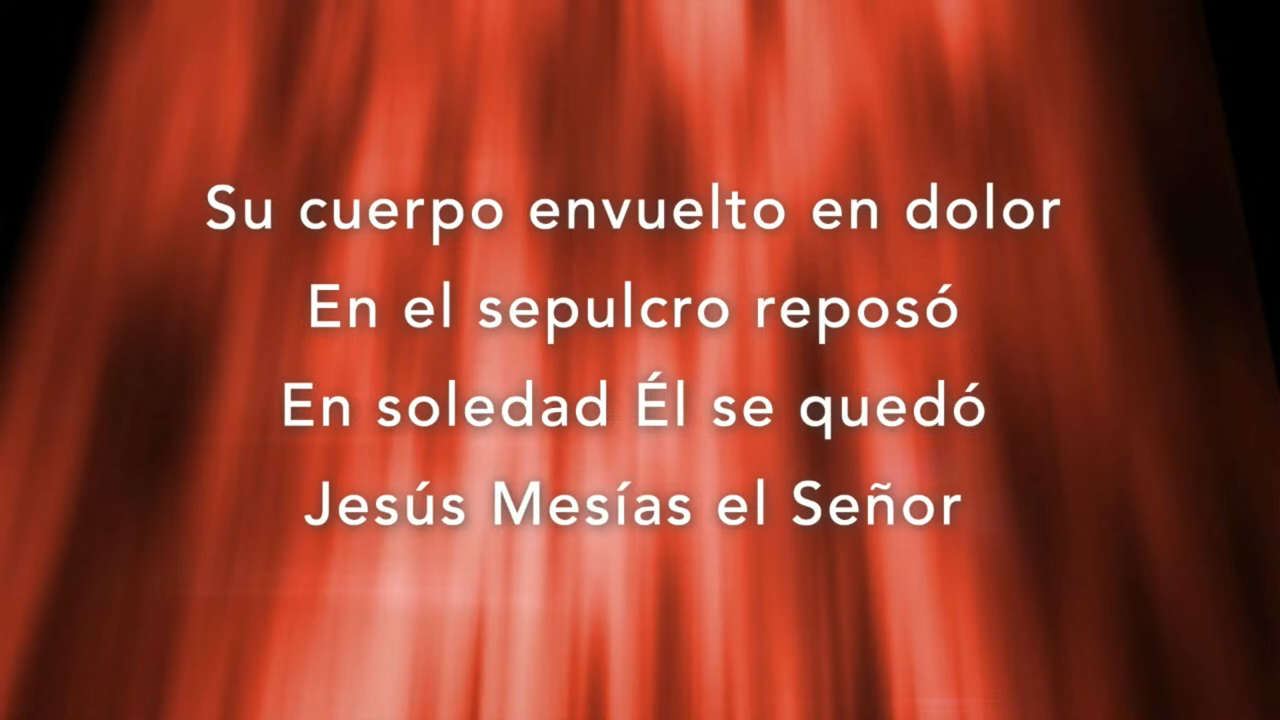 Su cuerpo envuelto en dolor
En el sepulcro reposó
En soledad Él se quedó
Jesús Mesías el Señor